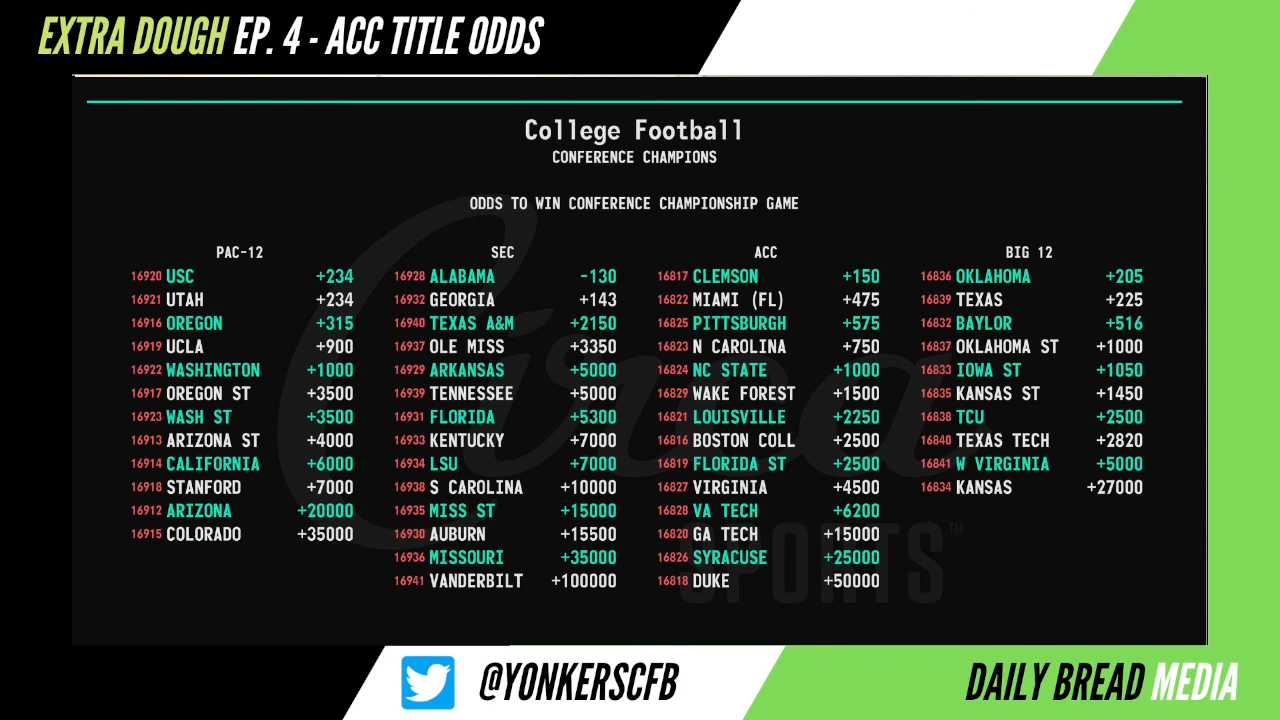 EXTRA DOUGH EP. 4 - ACC TITLE ODDS
College Football
CONFERENCE CHAMPIONS
ODDS TO WIN CONFERENCE CHAMPIONSHIP GAME
PAC-12
16920 USC +234
16921 UTAH +234
16916 OREGON +315
16919 UCLA +900
16922 WASHINGTON +1000
16917 OREGON ST +3500
16923 WASH ST +3500
16913 ARIZONA ST +4000
16914 CALIFORNIA +6000
16918 STANFORD +7000
16912 ARIZONA +20000
16915 COLORADO +35000
SEC
16928 ALABAMA -130
16932 GEORGIA +143
16940 TEXAS A&M +2150
16937 OLE MISS +3350
16929 ARKANSAS +5000
16939 TENNESSEE +5000
16931 FLORIDA +5300
16933 KENTUCKY +7000
16934 LSU +7000
16938 S CAROLINA +10000
16935 MISS ST +15000
16930 AUBURN +15500
16936 MISSOURI +35000
16941 VANDERBILT +100000
ACC
16817 CLEMSON +150
16822 MIAMI (FL) +475
16825 PITTSBURGH +575
16823 N CAROLINA +750
16824 NC STATE +1000
16829 WAKE FOREST +1500
16821 LOUISVILLE +2250
16816 BOSTON COLL +2500
16819 FLORIDA ST +2500
16827 VIRGINIA +4500
16828 VA TECH +6200
16820 GA TECH +15000
16826 SYRACUSE +25000
16818 DUKE +50000
BIG 12
16836 OKLAHOMA +205
16839 TEXAS +225
16832 BAYLOR +516
16837 OKLAHOMA ST +1000
16833 IOWA ST +1050
16835 KANSAS ST +1450
16838 TCU +2500
16840 TEXAS TECH +2820
16841 W VIRGINIA +5000
16834 KANSAS +27000
Circa
SPORTS™
@YONKERSCFB
DAILY BREAD MEDIA